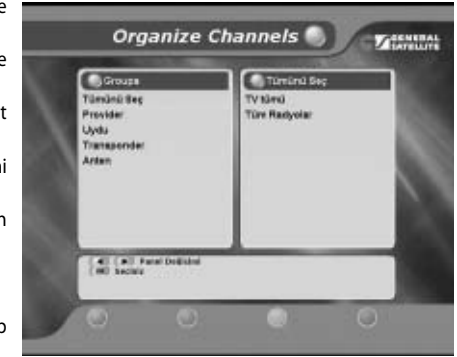 Organize Channels
GENERAL
SATELLITE
Groups
Tümünü Seç
Provider
Uydu
Transponder
Anten
Tümünü Seç
TV tümü
Tüm Radyolar
Panel Değişimi
Seçiniz